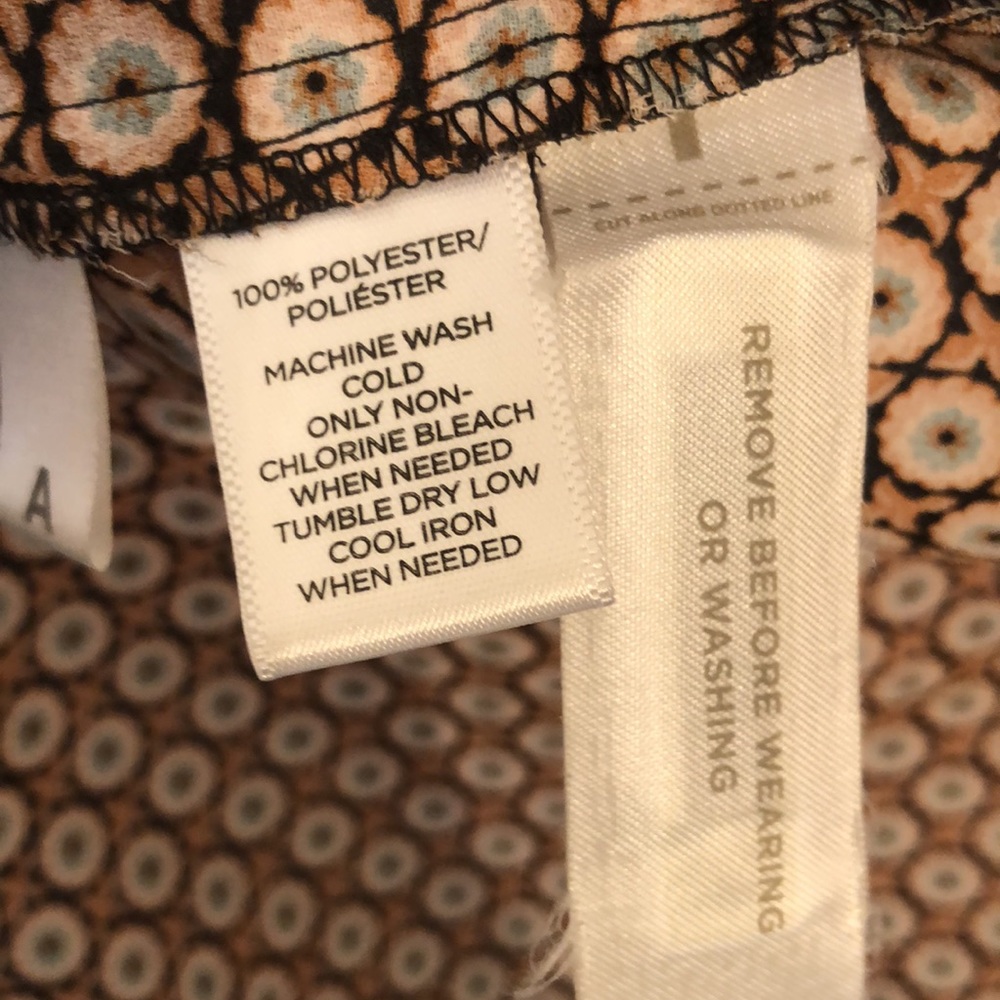 100% POLYESTER/
POLIÉSTER
MACHINE WASH
COLD
ONLY NON-
CHLORINE BLEACH
WHEN NEEDED
TUMBLE DRY LOW
COOL IRON
WHEN NEEDED
CUT ALONG DOTTED LINE
REMOVE BEFORE WEARING
OR WASHING
A